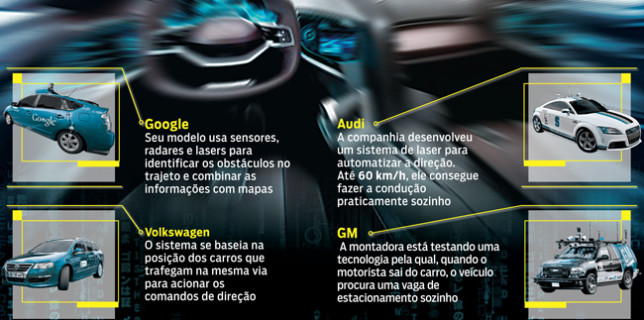 Google
Seu modelo usa sensores,
radares e lasers para
identificar os obstáculos no
trajeto e combinar as
informações com mapas
Audi
A companhia desenvolveu
um sistema de laser para
automatizar a direção.
Até 60 km/h, ele consegue
fazer a condução
praticamente sozinho
Volkswagen
O sistema se baseia na
posição dos carros que
trafegam na mesma via
para acionar os
comandos de direção
GM
A montadora está testando uma
tecnologia pela qual, quando o
motorista sai do carro, o veículo
procura uma vaga de
estacionamento sozinho
Google